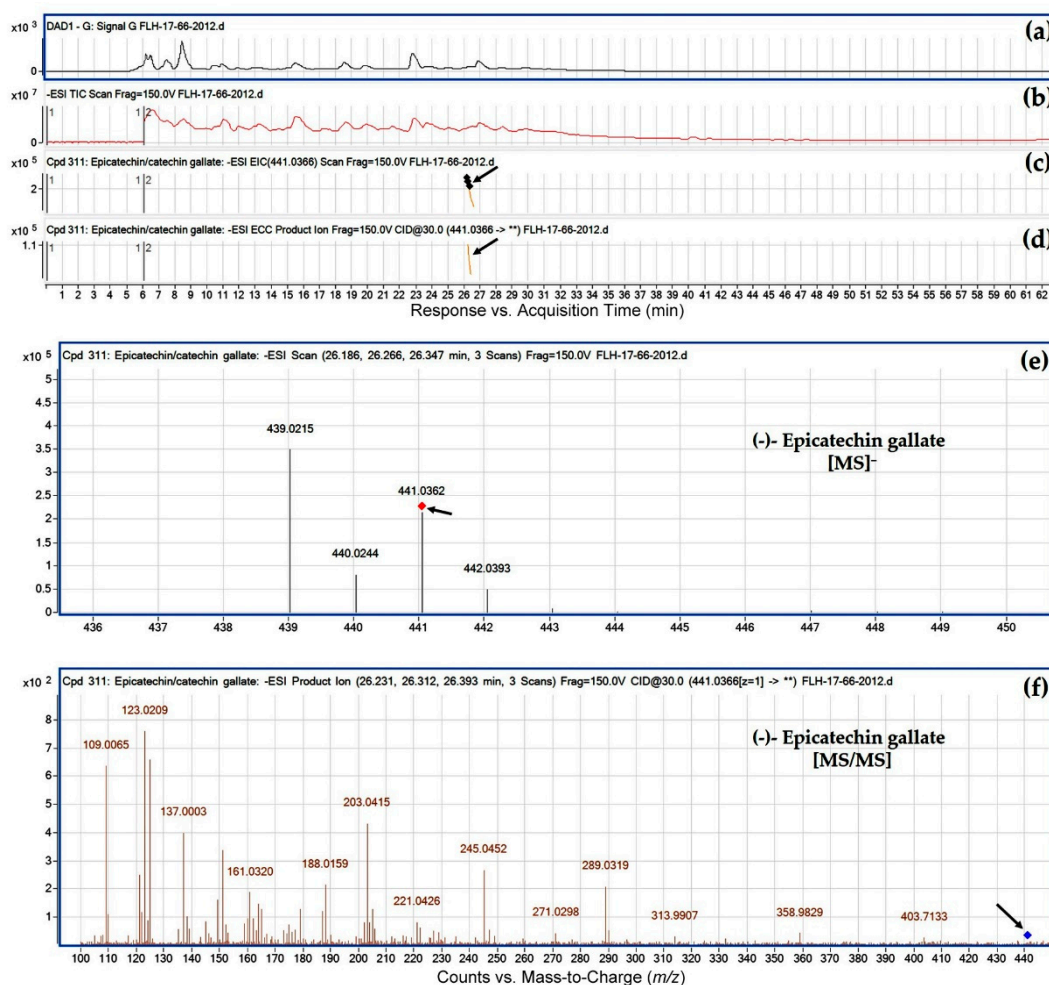 x10 3 DAD1 - G: Signal G FLH-17-66-2012.d (a)
0
-ESI TIC Scan Frag=150.0V FLH-17-66-2012.d (b)
x10 7
1 1 2
0
Cpd 311: Epicatechin/catechin gallate: -ESI EIC(441.0366) Scan Frag=150.0V FLH-17-66-2012.d (c)
x10 5
2 1 1 2
Cpd 311: Epicatechin/catechin gallate: -ESI ECC Product Ion Frag=150.0V CID@30.0 (441.0366 -> **) FLH-17-66-2012.d (d)
x10 5
1.1 1 1 2
1 2 3 4 5 6 7 8 9 10 11 12 13 14 15 16 17 18 19 20 21 22 23 24 25 26 27 28 29 30 31 32 33 34 35 36 37 38 39 40 41 42 43 44 45 46 47 48 49 50 51 52 53 54 55 56 57 58 59 60 61 62
Response vs. Acquisition Time (min)
x10 5 Cpd 311: Epicatechin/catechin gallate: -ESI Scan (26.186, 26.266, 26.347 min, 3 Scans) Frag=150.0V FLH-17-66-2012.d (e)
5
4.5
4
439.0215 (-)- Epicatechin gallate
3.5 [MS]-
3
441.0362
2.5
2
1.5
440.0244
1 442.0393
0.5
0
436 437 438 439 440 441 442 443 444 445 446 447 448 449 450
x10 2 Cpd 311: Epicatechin/catechin gallate: -ESI Product Ion (26.231, 26.312, 26.393 min, 3 Scans) Frag=150.0V CID@30.0 (441.0366[z=1] -> **) FLH-17-66-2012.d (f)
123.0209
8 (-)- Epicatechin gallate
109.0065 [MS/MS]
7
6
5 203.0415
137.0003
4
245.0452
3 289.0319
161.0320 188.0159
2
221.0426
1 271.0298 313.9907 358.9829 403.7133
0
100 110 120 130 140 150 160 170 180 190 200 210 220 230 240 250 260 270 280 290 300 310 320 330 340 350 360 370 380 390 400 410 420 430 440
Counts vs. Mass-to-Charge (m/z)